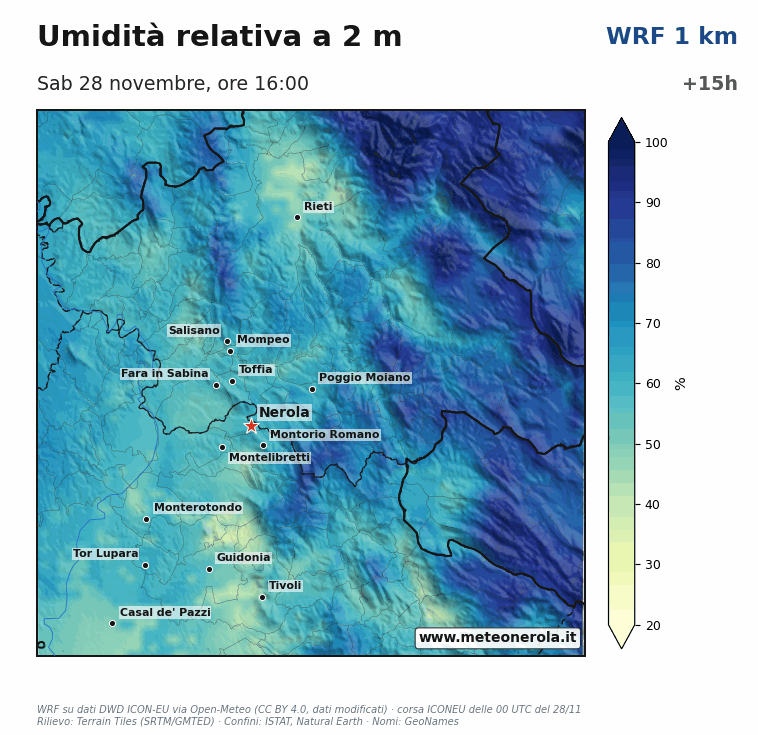 Umidità relativa a 2 m
WRF 1 km
Sab 28 novembre, ore 16:00
+15h
Rieti
Salisano
Mompeo
Toffia
Fara in Sabina
Poggio Moiano
Nerola
Montorio Romano
Montelibretti
Monterotondo
Tor Lupara
Guidonia
Tivoli
Casal de' Pazzi
www.meteonerola.it
100
90
80
70
60
50
40
30
20
%
WRF su dati DWD ICON-EU via Open-Meteo (CC BY 4.0, dati modificati) · corsa ICONEU delle 00 UTC del 28/11
Rilievo: Terrain Tiles (SRTM/GMTED) · Confini: ISTAT, Natural Earth · Nomi: GeoNames